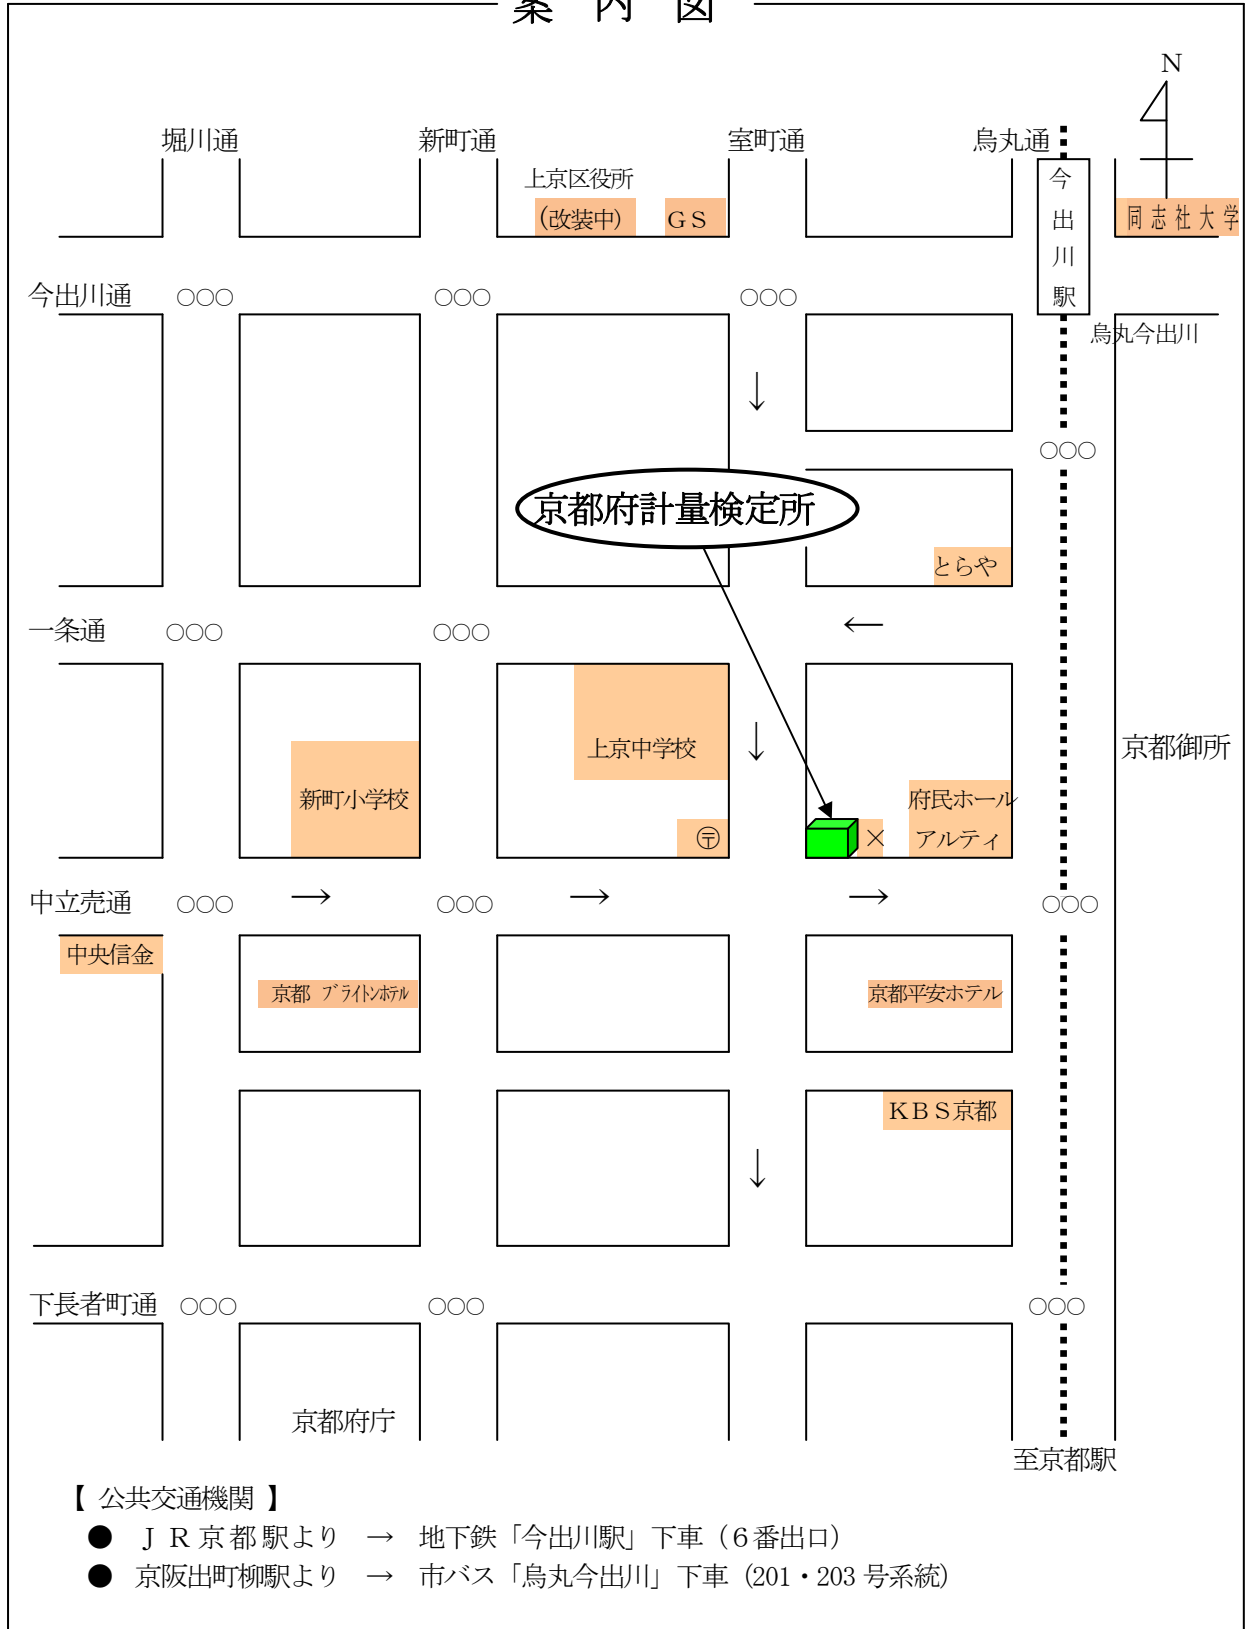 案 内 図
N
堀川通 新町通 室町通 烏丸通
上京区役所
(改装中) ＧＳ
今出川駅
同志社大学
今出川通 ○○○ ○○○ ○○○
烏丸今出川
↓
○○○
京都府計量検定所
とらや
一条通 ○○○ ○○○ ←
上京中学校 ↓ 京都御所
新町小学校 府民ホール
〶 × アルティ
中立売通 ○○○ → ○○○ → → ○○○
中央信金
京都 ﾌﾞﾗｲﾄﾝﾎﾃﾙ 京都平安ホテル
ＫＢＳ京都
↓
下長者町通 ○○○ ○○○ ○○○
京都府庁
至京都駅
【 公共交通機関 】
● ＪＲ京都駅より → 地下鉄「今出川駅」下車（６番出口）
● 京阪出町柳駅より → 市バス「烏丸今出川」下車（201・203 号系統）